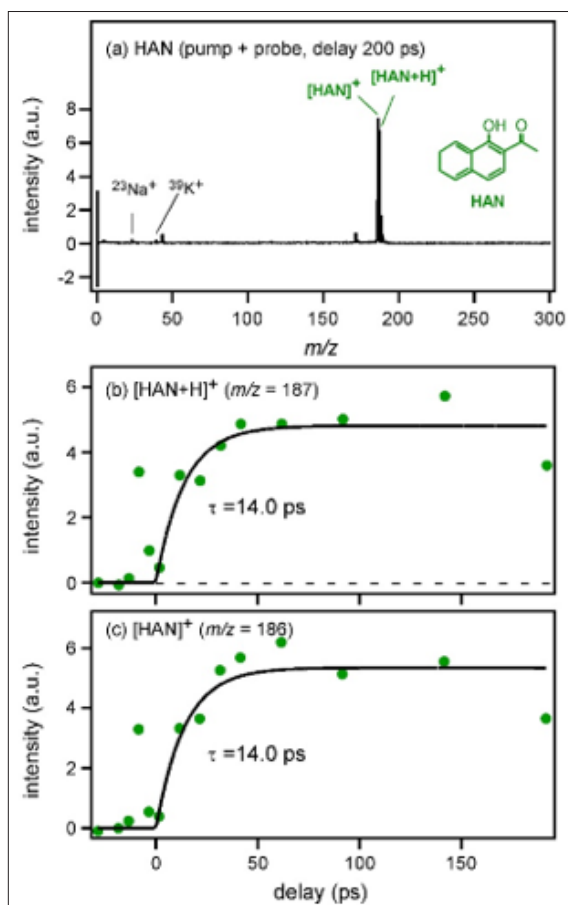 (a) HAN (pump + probe, delay 200 ps)
[HAN]⁺
[HAN+H]⁺
OH
O
HAN
²³Na⁺
³⁹K⁺
intensity (a.u.)
8
6
4
2
0
-2
0
50
100
150
200
250
300
m/z
(b) [HAN+H]⁺ (m/z = 187)
τ =14.0 ps
intensity (a.u.)
6
4
2
0
(c) [HAN]⁺ (m/z = 186)
τ =14.0 ps
intensity (a.u.)
6
4
2
0
0
50
100
150
delay (ps)